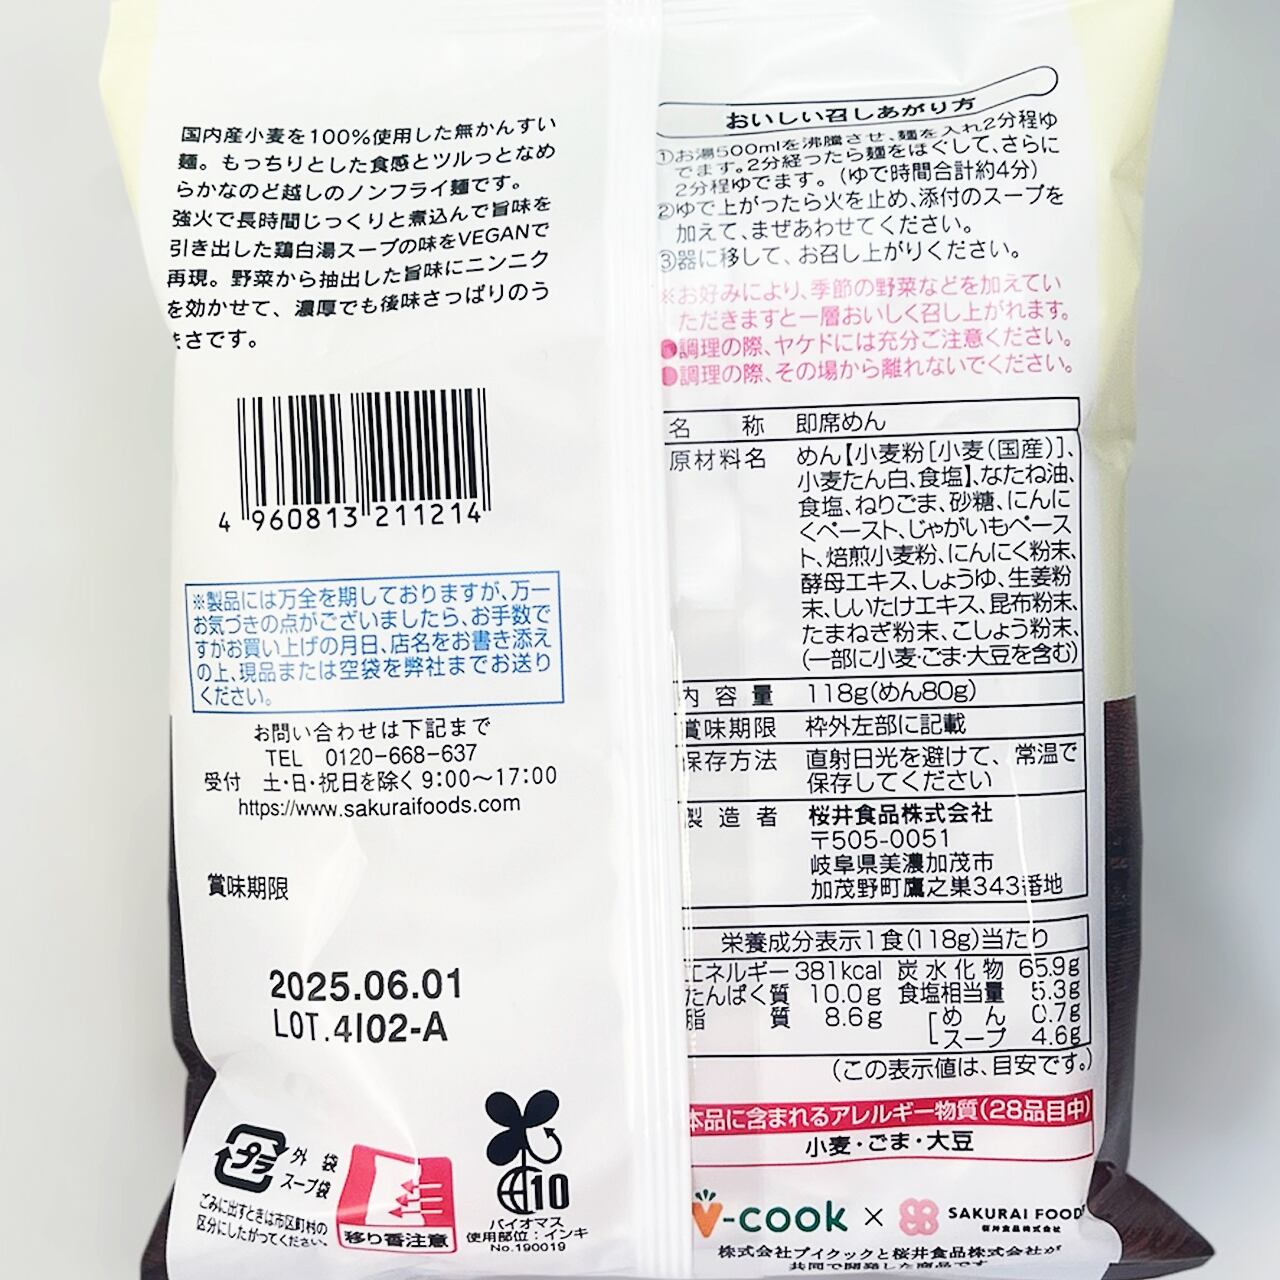 国内産小麦を100%使用した無かんすい
麺。もっちりとした食感とツルっとなめ
らかなのど越しのノンフライ麺です。
強火で長時間じっくりと煮込んで旨味を
引き出した鶏白湯スープの味をVEGANで
再現。野菜から抽出した旨味にニンニク
を効かせて、濃厚でも後味さっぱりのう
まさです。
4 960813 211214
※製品には万全を期しておりますが、万一
お気づきの点がございましたら、お手数で
すがお買い上げの月日、店名をお書き添え
の上、現品または空袋を弊社までお送り
ください。
お問い合わせは下記まで
TEL 0120-668-637
受付 土・日・祝日を除く 9:00〜17:00
https://www.sakuraifoods.com
賞味期限
2025.06.01
LOT.4I02-A
プラ
外袋
スープ袋
ごみに出すときは市区町村の
区分にしたがってください。
移り香注意
10
バイオマス
使用部位：インキ
No.190019
おいしい召しあがり方
①お湯500mlを沸騰させ、麺を入れ2分程ゆ
でます。2分経ったら麺をほぐして、さらに
2分程ゆでます。(ゆで時間合計約4分)
②ゆで上がったら火を止め、添付のスープを
加えて、まぜあわせてください。
③器に移して、お召し上がりください。
※お好みにより、季節の野菜などを加えてい
ただきますと一層おいしく召し上がれます。
●調理の際、ヤケドには充分ご注意ください。
●調理の際、その場から離れないでください。
名称 即席めん
原材料名 めん【小麦粉[小麦(国産)]、
小麦たん白、食塩】、なたね油、
食塩、ねりごま、砂糖、にんに
くペースト、じゃがいもペース
ト、焙煎小麦粉、にんにく粉末、
酵母エキス、しょうゆ、生姜粉
末、しいたけエキス、昆布粉末、
たまねぎ粉末、こしょう粉末、
(一部に小麦・ごま・大豆を含む)
内容量 118g(めん80g)
賞味期限 枠外左部に記載
保存方法 直射日光を避けて、常温で
保存してください
製造者 桜井食品株式会社
〒505-0051
岐阜県美濃加茂市
加茂野町鷹之巣343番地
栄養成分表示1食(118g)当たり
エネルギー 381kcal 炭水化物 65.9g
たんぱく質 10.0g 食塩相当量 5.3g
脂質 8.6g めん 0.7g
スープ 4.6g
(この表示値は、目安です。)
本品に含まれるアレルギー物質(28品目中)
小麦・ごま・大豆
V-cook × SAKURAI FOODS
桜井食品株式会社
株式会社ブイクックと桜井食品株式会社が
共同で開発した商品です